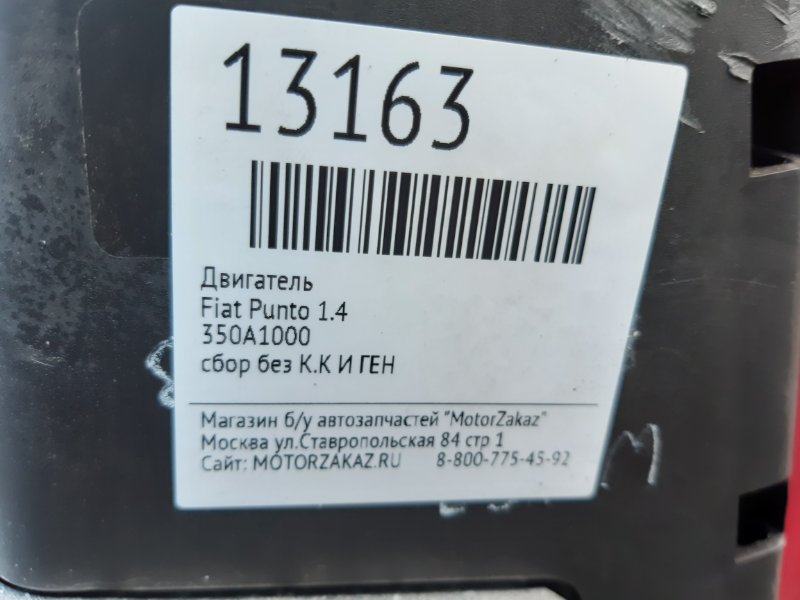 13163
Двигатель
Fiat Punto 1.4
350A1000
сбор без К.К И ГЕН
Магазин б/у автозапчастей "MotorZakaz"
Москва ул.Ставропольская 84 стр 1
Сайт: MOTORZAKAZ.RU 8-800-775-45-92